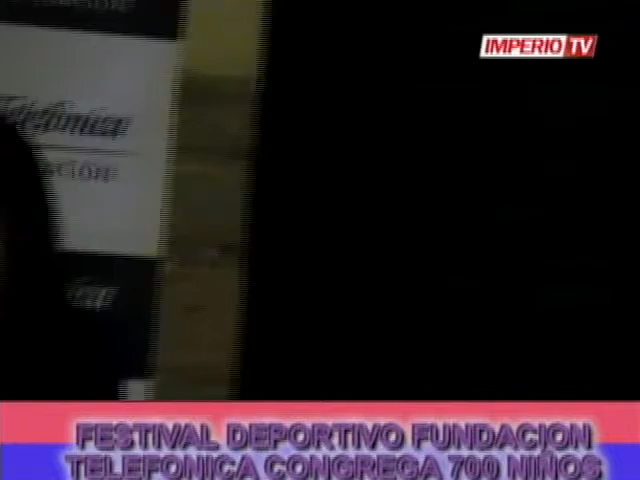 IMPERIO TV
Telefónica
FESTIVAL DEPORTIVO FUNDACION
TELEFONICA CONGREGA 700 NIÑOS